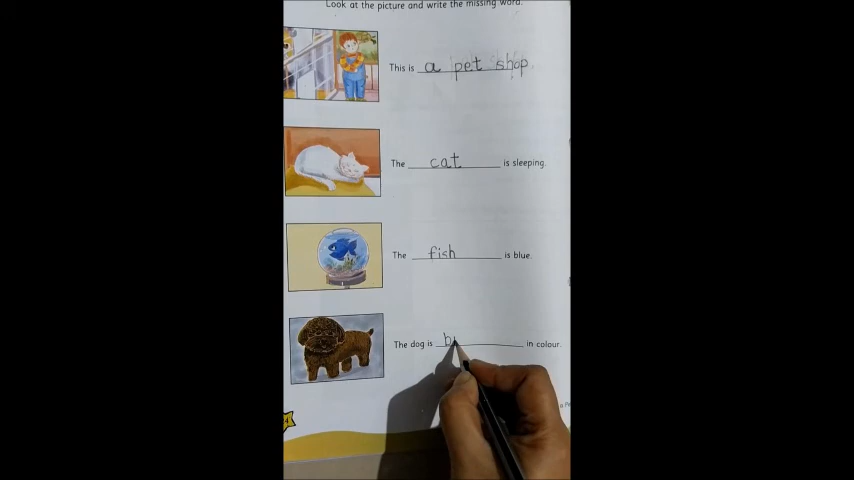 Look at the picture and write the missing word.
This is a pet shop
The cat is sleeping.
The fish is blue.
The dog is b in colour.